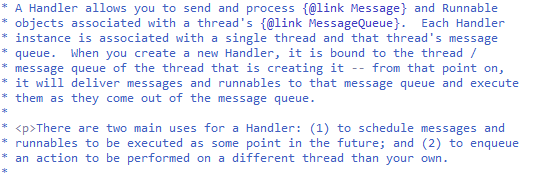 * A Handler allows you to send and process {@link Message} and Runnable
* objects associated with a thread's {@link MessageQueue}.  Each Handler
* instance is associated with a single thread and that thread's message
* queue.  When you create a new Handler, it is bound to the thread /
* message queue of the thread that is creating it -- from that point on,
* it will deliver messages and runnables to that message queue and execute
* them as they come out of the message queue.
*
* <p>There are two main uses for a Handler: (1) to schedule messages and
* runnables to be executed as some point in the future; and (2) to enqueue
* an action to be performed on a different thread than your own.
*